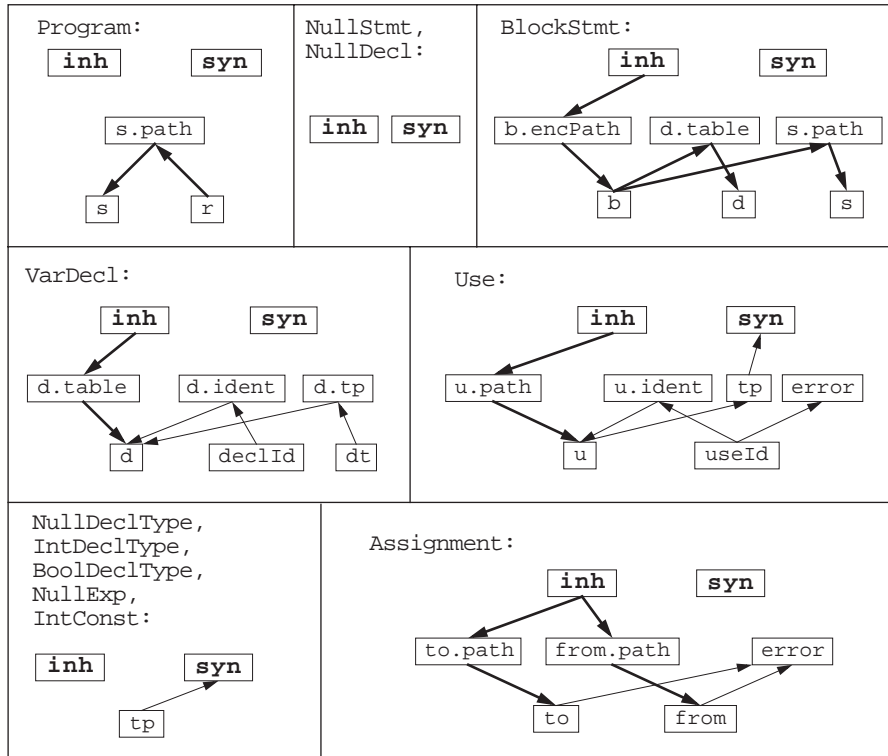 Program:
inh syn
s.path
s r
NullStmt,
NullDecl:
inh syn
BlockStmt:
inh syn
b.encPath d.table s.path
b d s
VarDecl:
inh syn
d.table d.ident d.tp
d declId dt
Use:
inh syn
u.path u.ident tp error
u useId
NullDeclType,
IntDeclType,
BoolDeclType,
NullExp,
IntConst:
inh syn
tp
Assignment:
inh syn
to.path from.path error
to from